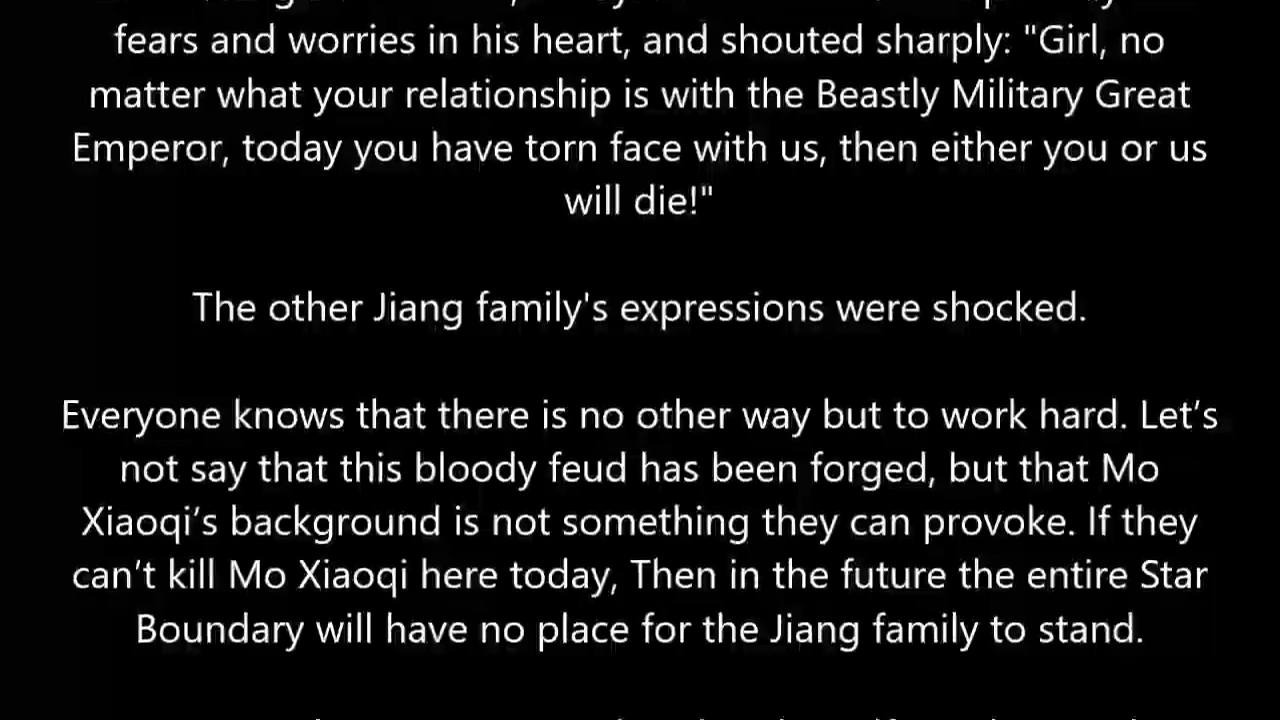 fears and worries in his heart, and shouted sharply: "Girl, no
matter what your relationship is with the Beastly Military Great
Emperor, today you have torn face with us, then either you or us
will die!"
The other Jiang family's expressions were shocked.
Everyone knows that there is no other way but to work hard. Let’s
not say that this bloody feud has been forged, but that Mo
Xiaoqi’s background is not something they can provoke. If they
can’t kill Mo Xiaoqi here today, Then in the future the entire Star
Boundary will have no place for the Jiang family to stand.